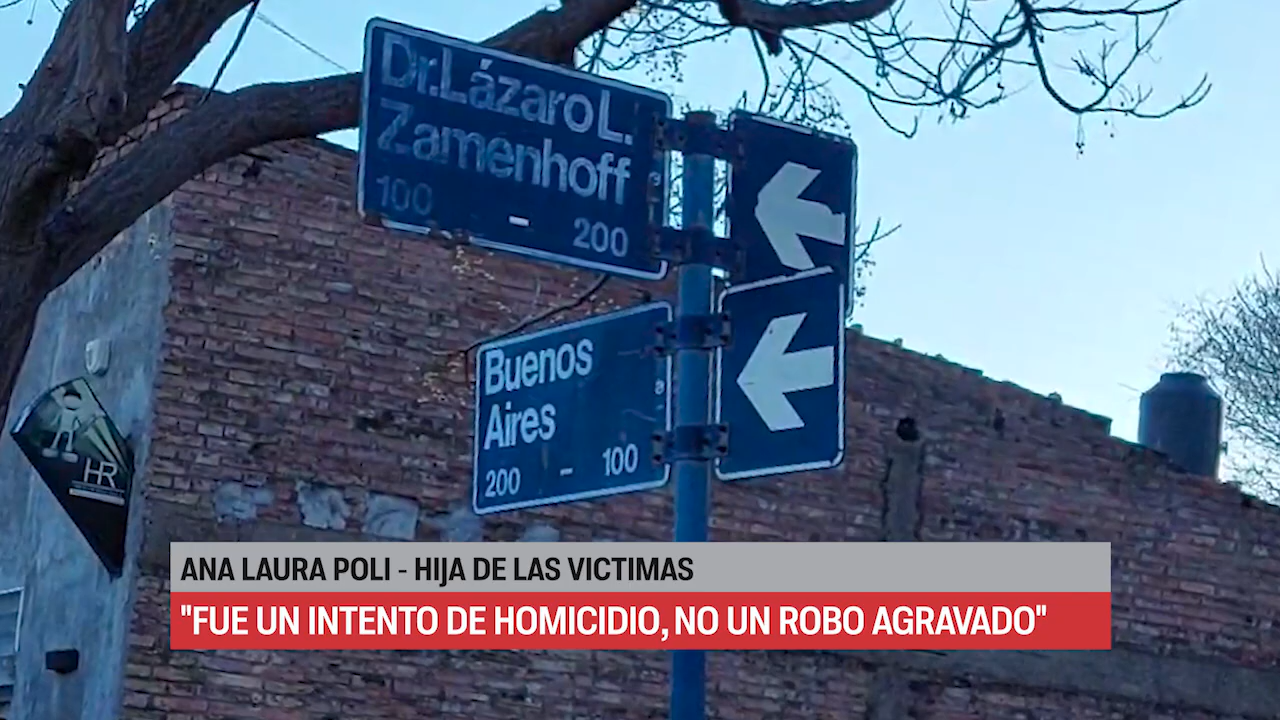 Dr. Lázaro L.
Zamenhoff
100 - 200
Buenos
Aires
200 - 100
HR
ANA LAURA POLI - HIJA DE LAS VICTIMAS
"FUE UN INTENTO DE HOMICIDIO, NO UN ROBO AGRAVADO"